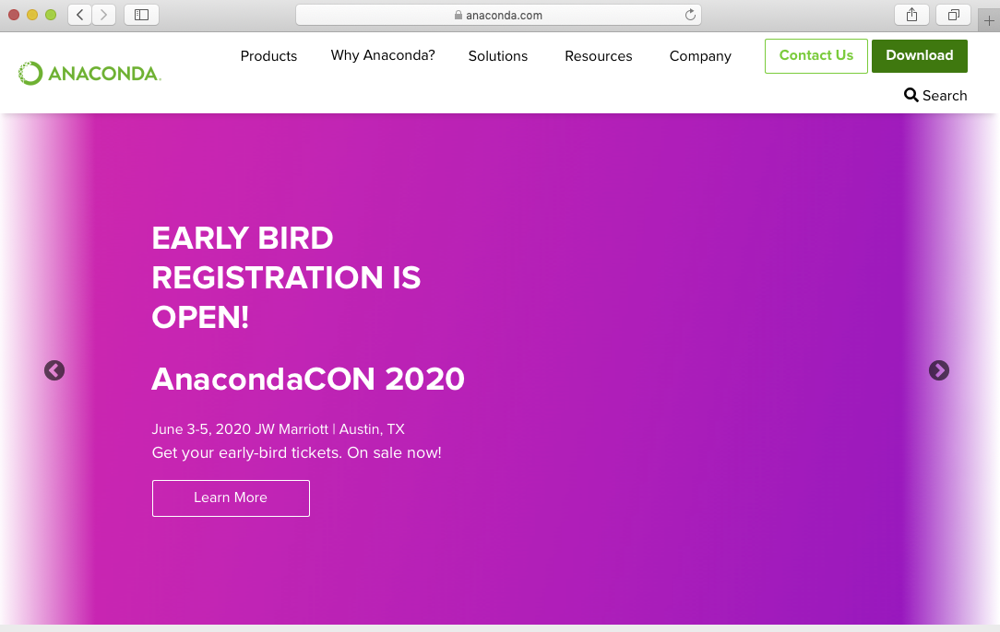 anaconda.com
ANACONDA.
Products
Why Anaconda?
Solutions
Resources
Company
Contact Us
Download
Search
EARLY BIRD
REGISTRATION IS
OPEN!
AnacondaCON 2020
June 3-5, 2020 JW Marriott | Austin, TX
Get your early-bird tickets. On sale now!
Learn More